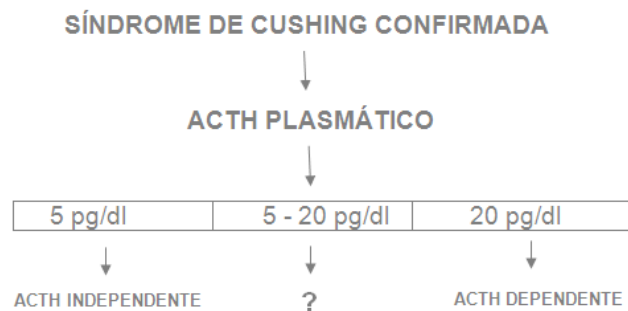 SÍNDROME DE CUSHING CONFIRMADA
ACTH PLASMÁTICO
5 pg/dl 5 - 20 pg/dl 20 pg/dl
ACTH INDEPENDENTE ? ACTH DEPENDENTE